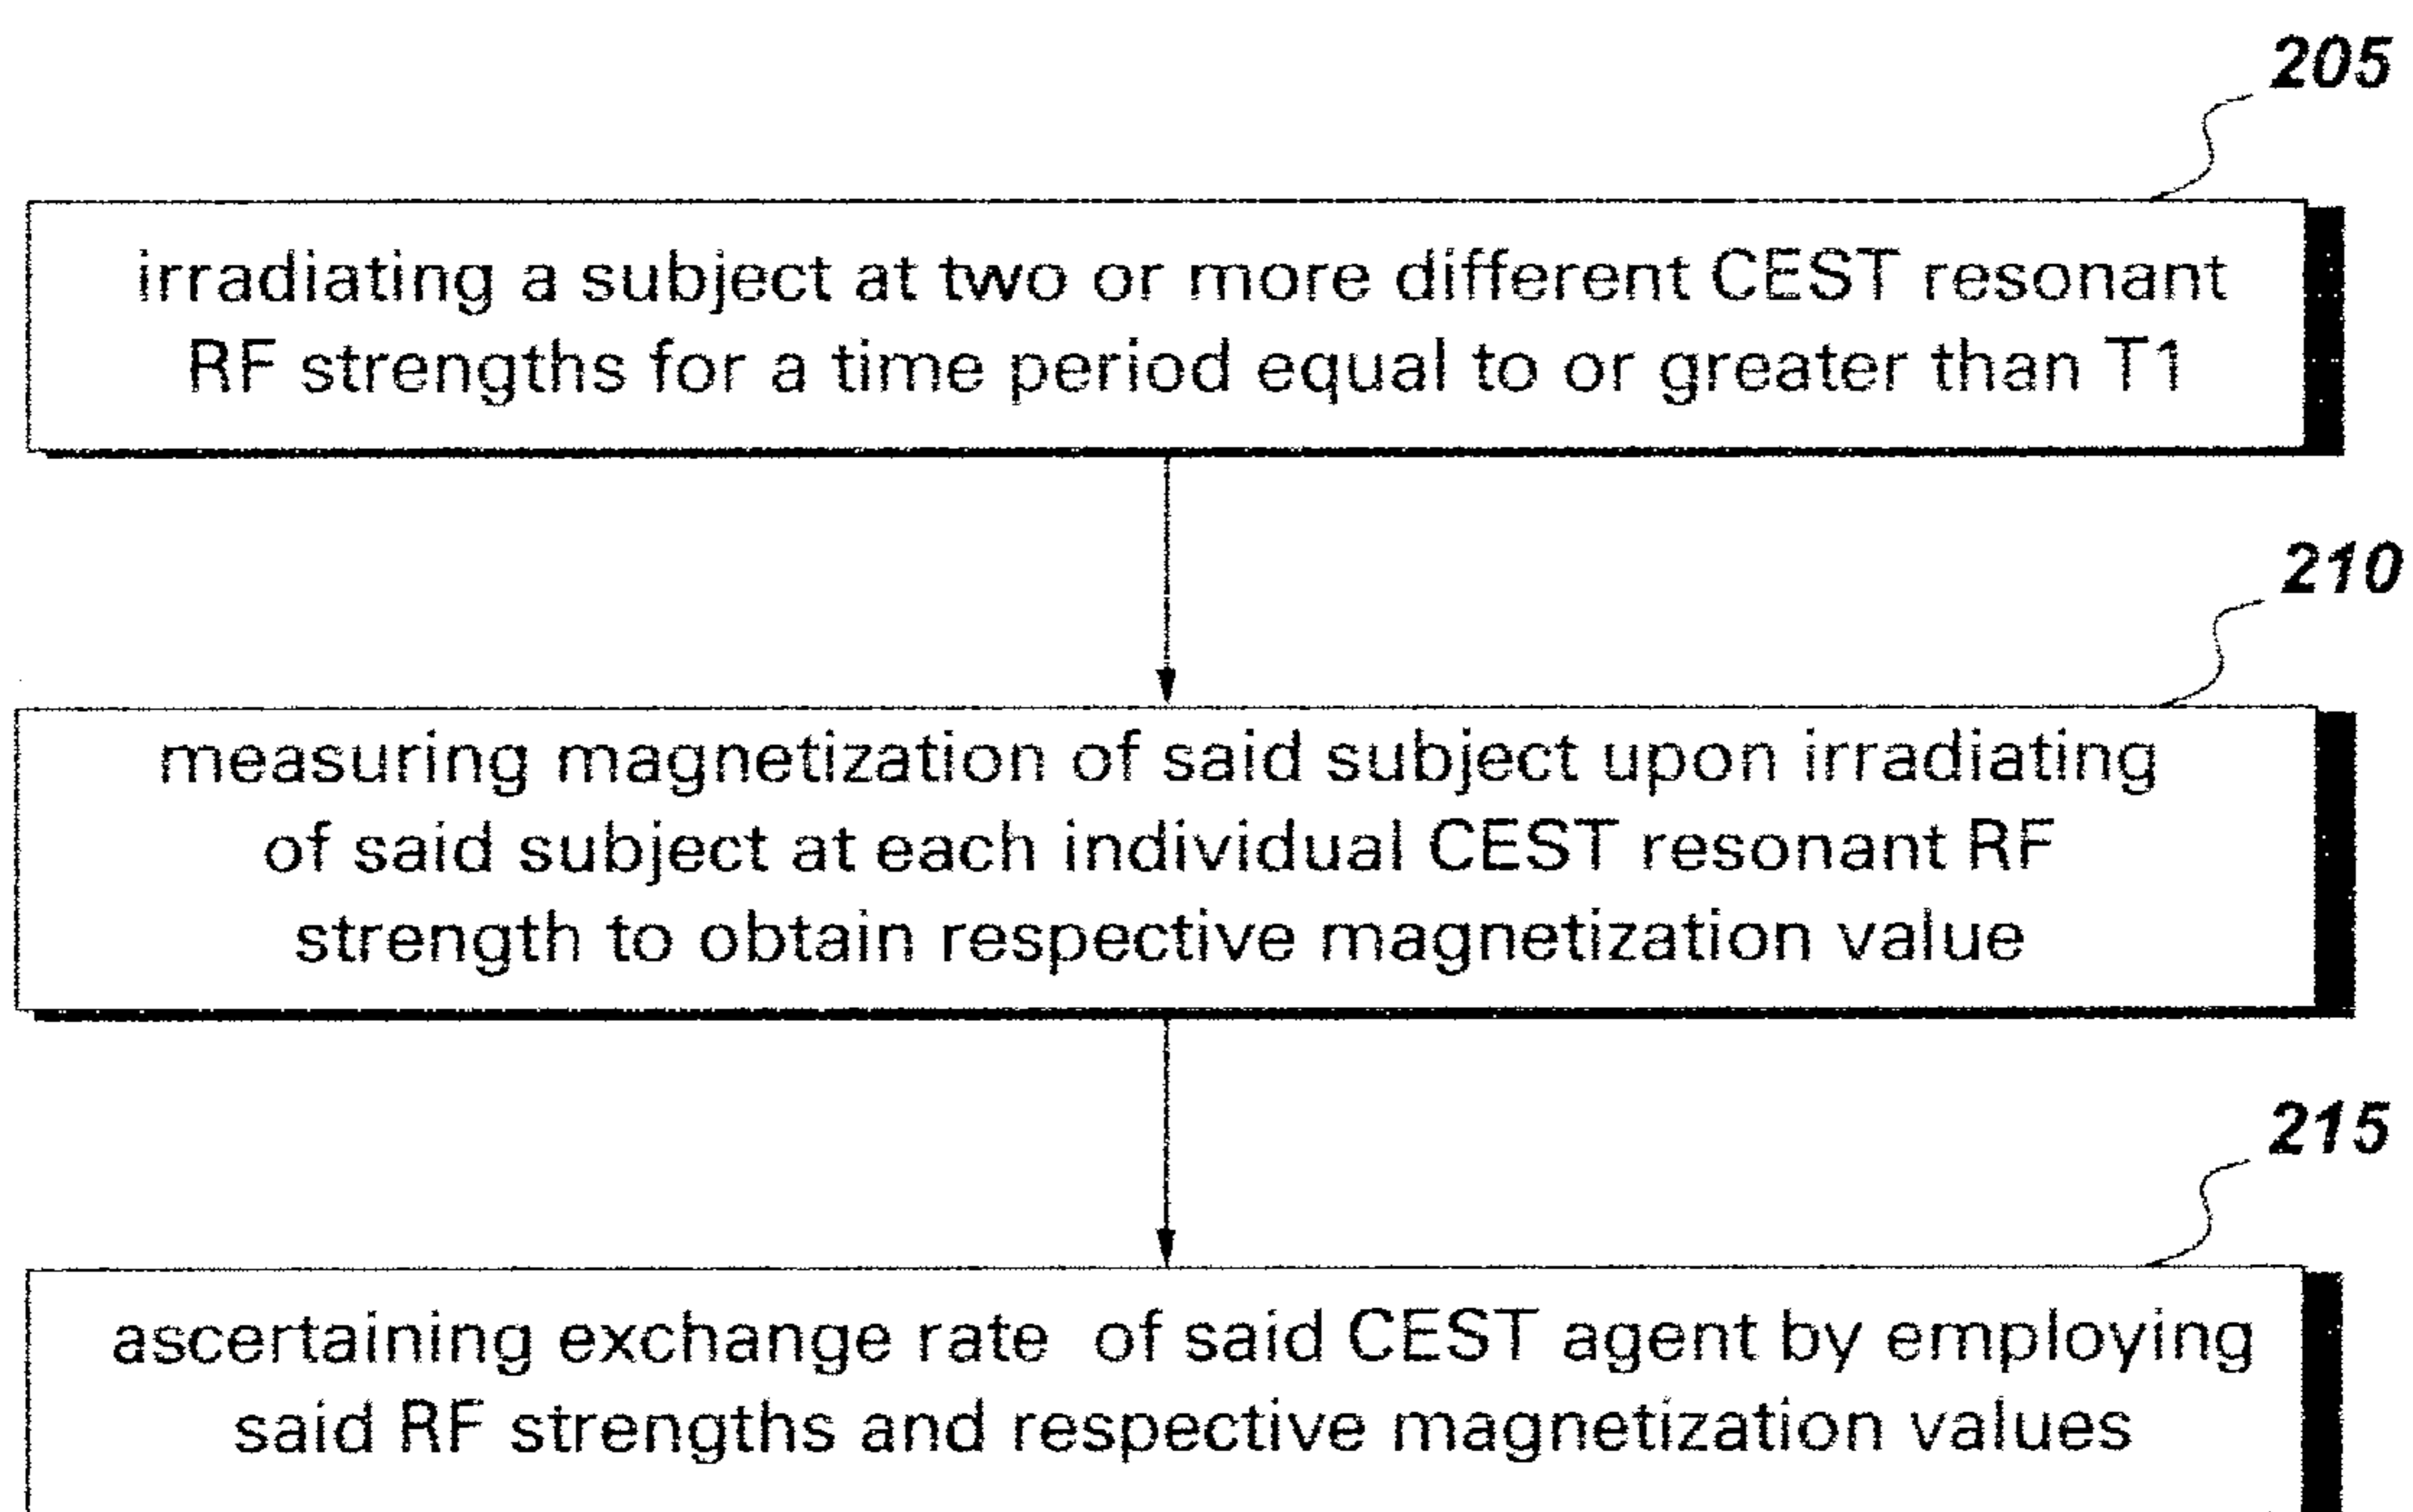 205
irradiating a subject at two or more different CEST resonant
RF strengths for a time period equal to or greater than T1
210
measuring magnetization of said subject upon irradiating
of said subject at each individual CEST resonant RF
strength to obtain respective magnetization value
215
ascertaining exchange rate of said CEST agent by employing
said RF strengths and respective magnetization values